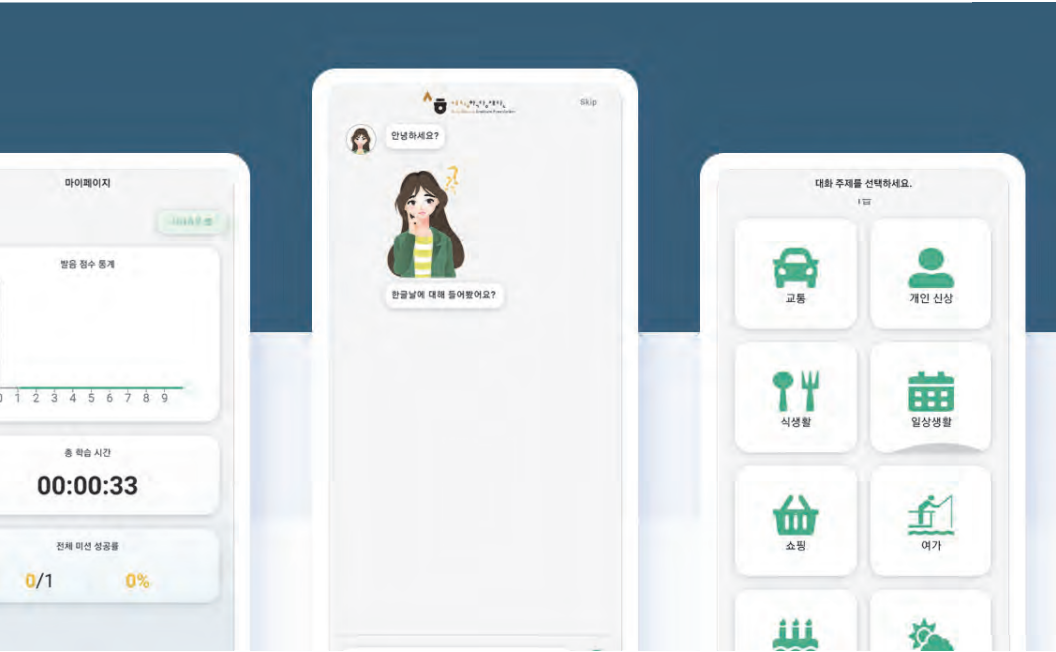 마이페이지
발음 점수 통계
0 1 2 3 4 5 6 7 8 9
총 학습 시간
00:00:33
전체 미션 성공률
0/1 0%
Skip
안녕하세요?
한글날에 대해 들어봤어요?
대화 주제를 선택하세요.
교통
개인 신상
식생활
일상생활
쇼핑
여가